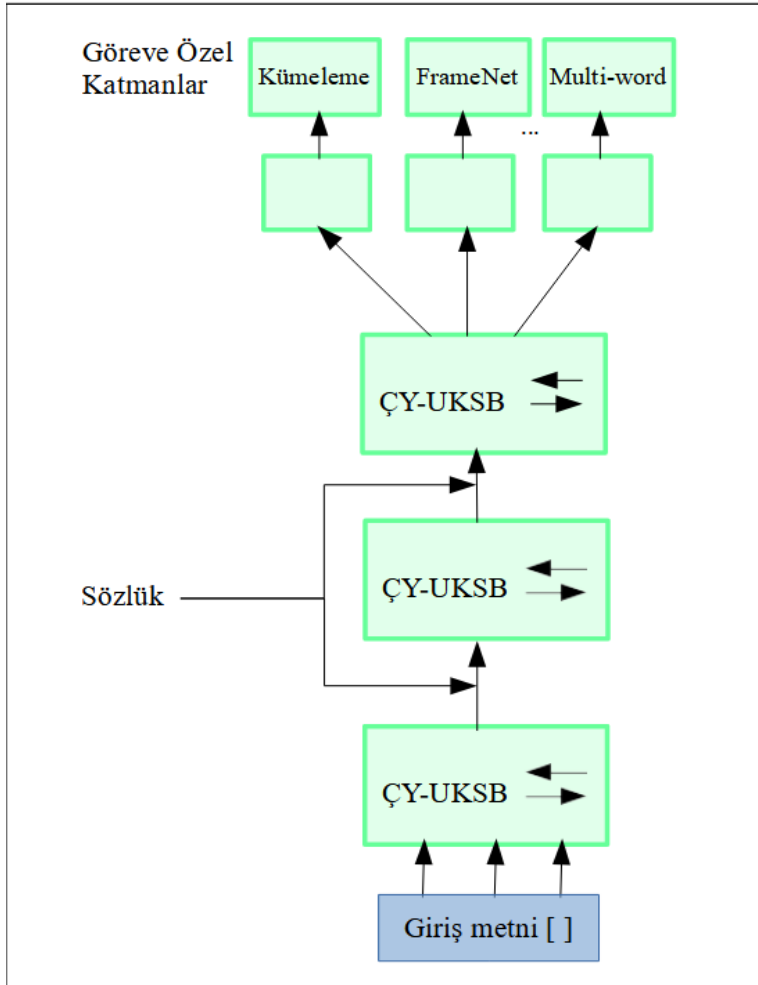 Göreve Özel
Katmanlar
Kümeleme
FrameNet
Multi-word
...
ÇY-UKSB
ÇY-UKSB
Sözlük
ÇY-UKSB
Giriş metni [ ]